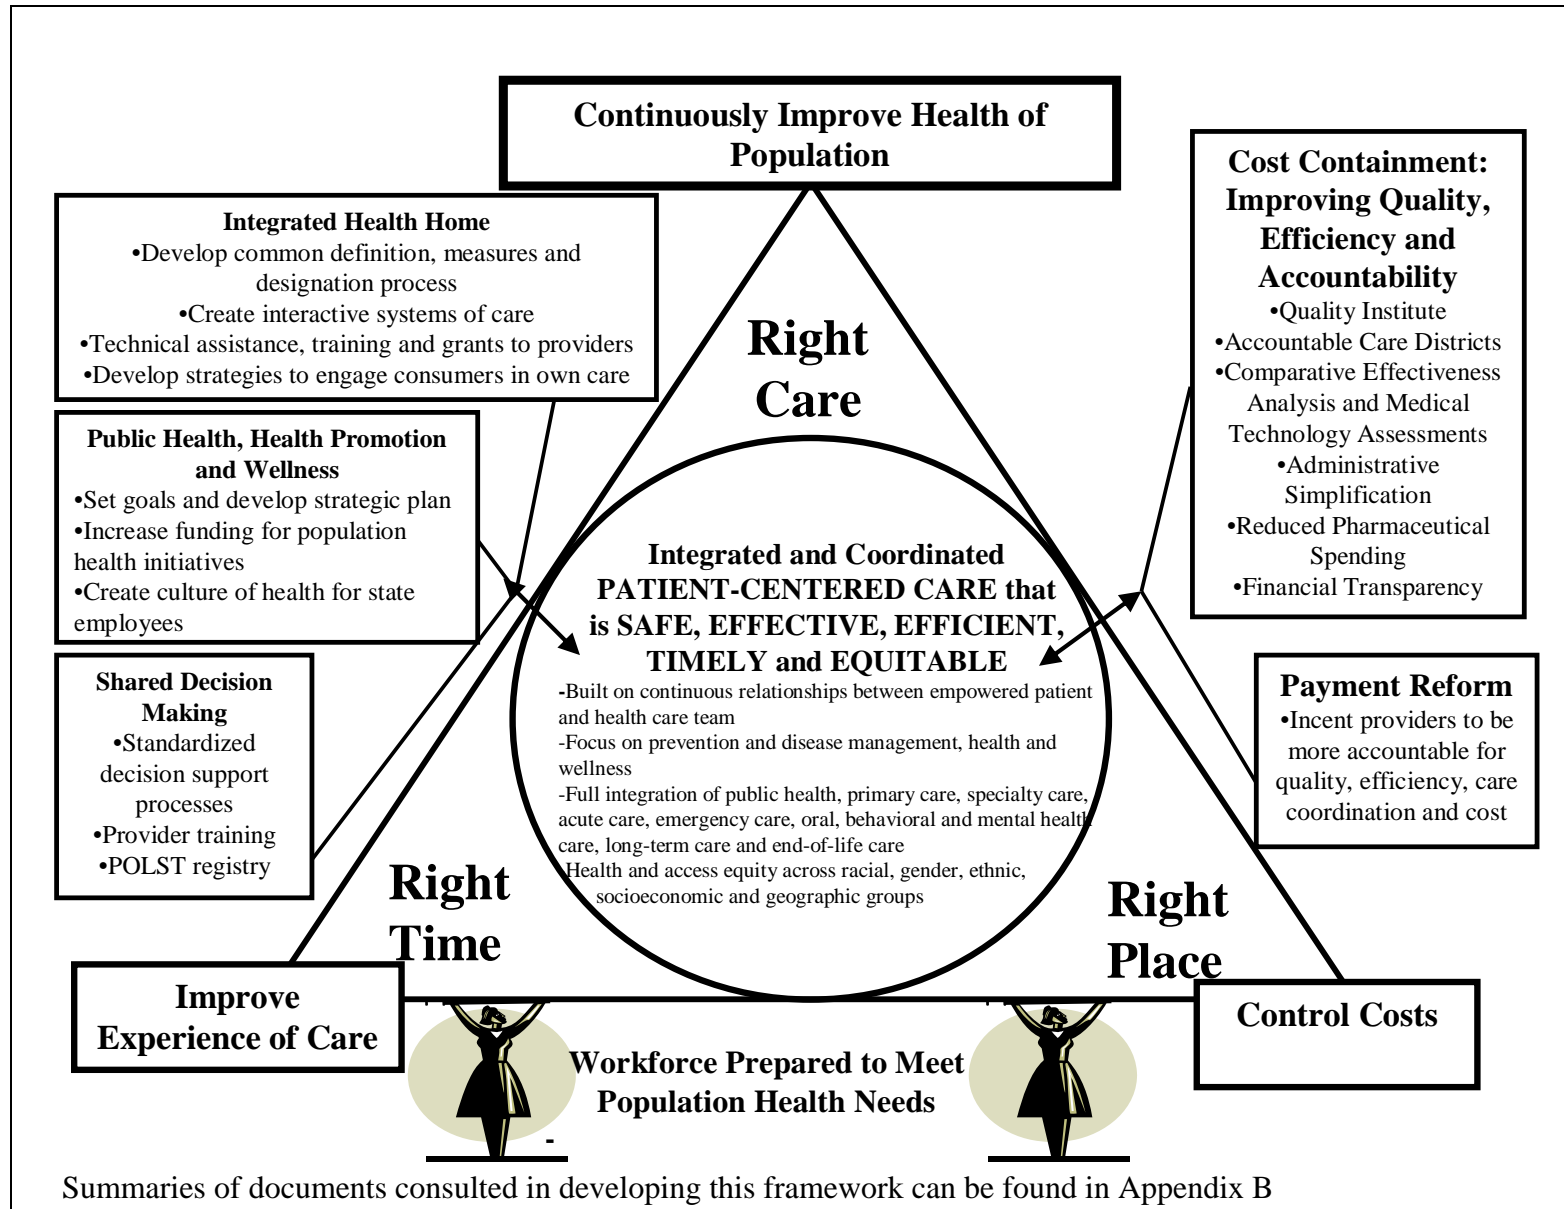 Continuously Improve Health of
Population
Integrated Health Home
•Develop common definition, measures and
designation process
•Create interactive systems of care
•Technical assistance, training and grants to providers
•Develop strategies to engage consumers in own care
Public Health, Health Promotion
and Wellness
•Set goals and develop strategic plan
•Increase funding for population
health initiatives
•Create culture of health for state
employees
Shared Decision
Making
•Standardized
decision support
processes
•Provider training
•POLST registry
Cost Containment:
Improving Quality,
Efficiency and
Accountability
•Quality Institute
•Accountable Care Districts
•Comparative Effectiveness
Analysis and Medical
Technology Assessments
•Administrative
Simplification
•Reduced Pharmaceutical
Spending
•Financial Transparency
Payment Reform
•Incent providers to be
more accountable for
quality, efficiency, care
coordination and cost
Right
Care
Integrated and Coordinated
PATIENT-CENTERED CARE that
is SAFE, EFFECTIVE, EFFICIENT,
TIMELY and EQUITABLE
-Built on continuous relationships between empowered patient
and health care team
-Focus on prevention and disease management, health and
wellness
-Full integration of public health, primary care, specialty care,
acute care, emergency care, oral, behavioral and mental health
care, long-term care and end-of-life care
-Health and access equity across racial, gender, ethnic,
socioeconomic and geographic groups
Right
Time
Right
Place
Improve
Experience of Care
Control Costs
Workforce Prepared to Meet
Population Health Needs
-
Summaries of documents consulted in developing this framework can be found in Appendix B